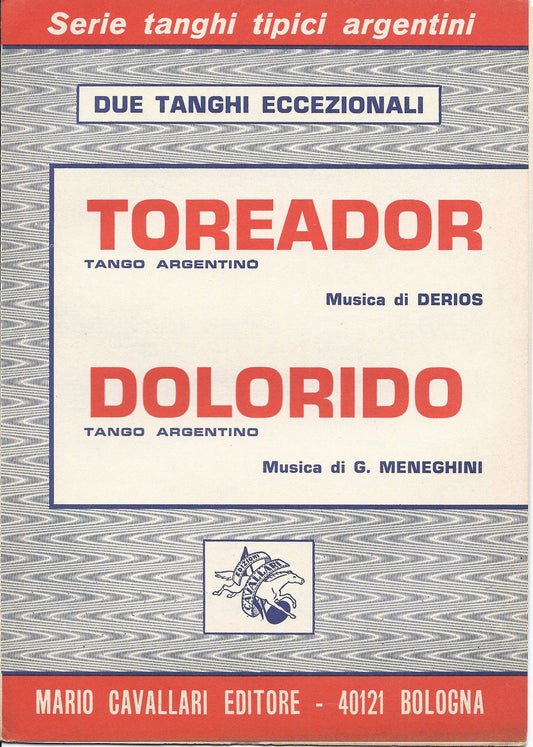 Serie tanghi tipici argentini
DUE TANGHI ECCEZIONALI
TOREADOR
TANGO ARGENTINO
Musica di DERIOS
DOLORIDO
TANGO ARGENTINO
Musica di G. MENEGHINI
EDIZIONI
CAVALLARI
MARIO CAVALLARI EDITORE - 40121 BOLOGNA